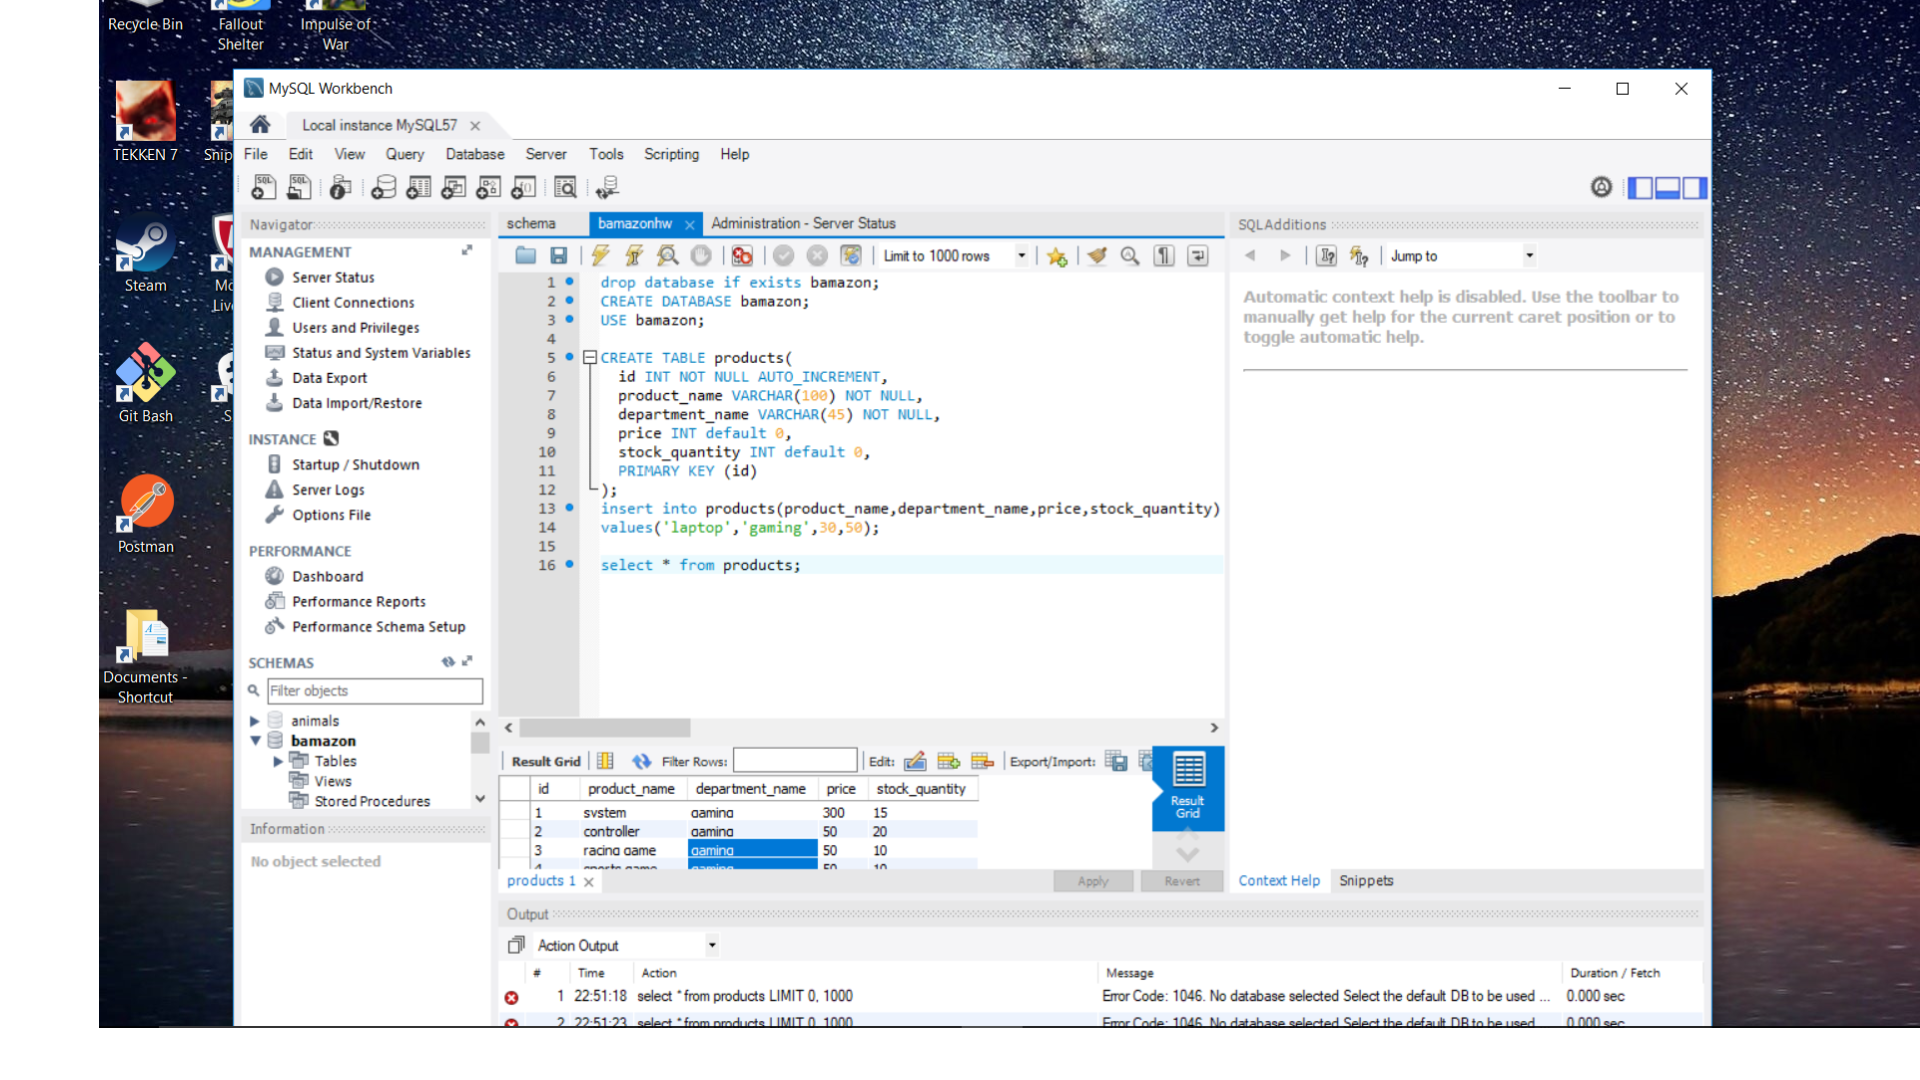 Recycle Bin
Fallout Shelter
Impulse of War
TEKKEN 7
Snip
Steam
Mo
Live
Git Bash
S
Postman
Documents - Shortcut
MySQL Workbench
Local instance MySQL57
File Edit View Query Database Server Tools Scripting Help
Navigator
MANAGEMENT
Server Status
Client Connections
Users and Privileges
Status and System Variables
Data Export
Data Import/Restore
INSTANCE
Startup / Shutdown
Server Logs
Options File
PERFORMANCE
Dashboard
Performance Reports
Performance Schema Setup
SCHEMAS
Filter objects
animals
bamazon
Tables
Views
Stored Procedures
Information
No object selected
schema bamazonhw Administration - Server Status
Limit to 1000 rows
1 drop database if exists bamazon;
2 CREATE DATABASE bamazon;
3 USE bamazon;
4
5 CREATE TABLE products(
6 id INT NOT NULL AUTO_INCREMENT,
7 product_name VARCHAR(100) NOT NULL,
8 department_name VARCHAR(45) NOT NULL,
9 price INT default 0,
10 stock_quantity INT default 0,
11 PRIMARY KEY (id)
12 );
13 insert into products(product_name,department_name,price,stock_quantity)
14 values('laptop','gaming',30,50);
15
16 select * from products;
Result Grid Filter Rows: Edit: Export/Import:
id product_name department_name price stock_quantity
1 system gaming 300 15
2 controller gaming 50 20
3 racing game gaming 50 10
4 sports game gaming 50 10
Result Grid
products 1 Apply Revert
SQLAdditions
Jump to
Automatic context help is disabled. Use the toolbar to
manually get help for the current caret position or to
toggle automatic help.
Context Help Snippets
Output
Action Output
# Time Action Message Duration / Fetch
1 22:51:18 select * from products LIMIT 0, 1000 Error Code: 1046. No database selected Select the default DB to be used ... 0.000 sec
2 22:51:23 select * from products LIMIT 0, 1000 Error Code: 1046. No database selected Select the default DB to be used 0.000 sec